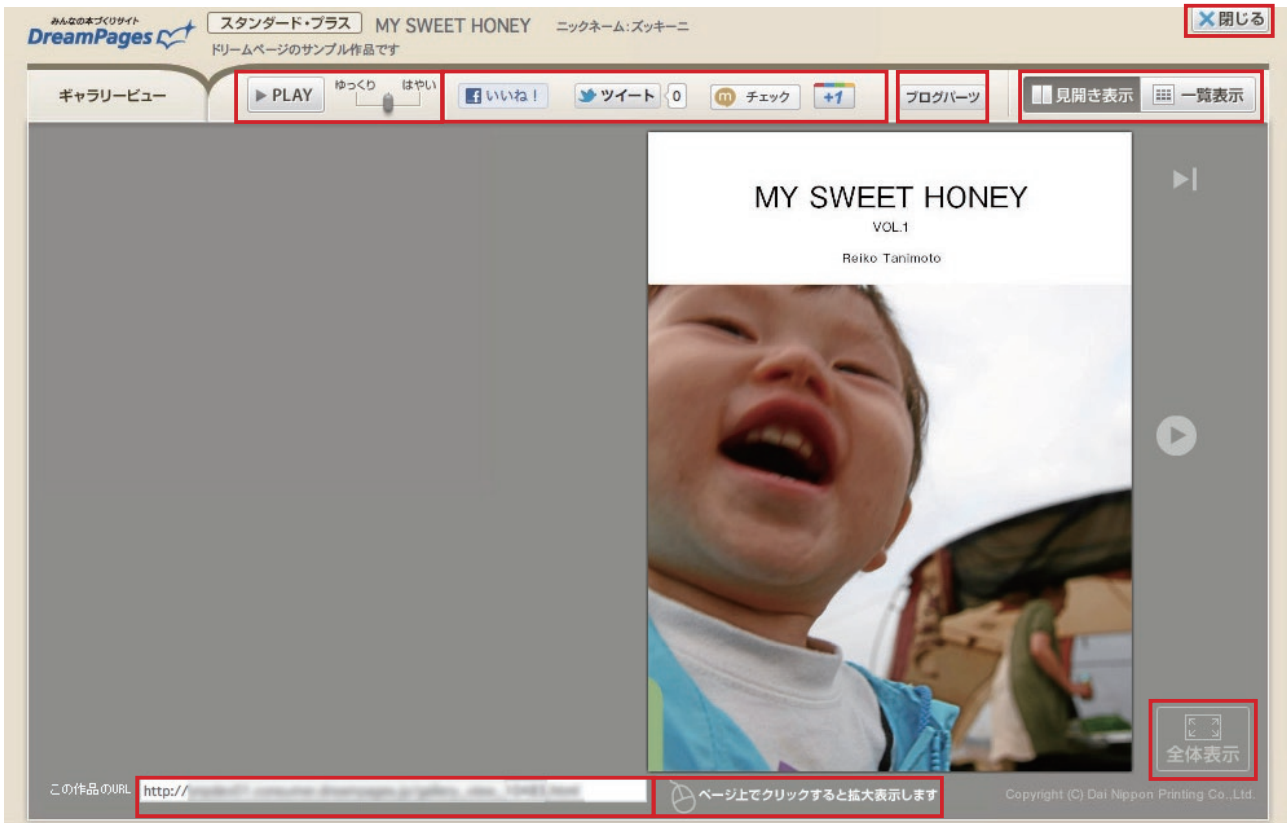 みんなの本づくりサイト
DreamPages
スタンダード・プラス MY SWEET HONEY ニックネーム:ズッキーニ
ドリームページのサンプル作品です
閉じる
ギャラリービュー
PLAY ゆっくり はやい
いいね！ ツイート 0 チェック +1
ブログパーツ
見開き表示 一覧表示
MY SWEET HONEY
VOL.1
Reiko Tanimoto
全体表示
この作品のURL http://
ページ上でクリックすると拡大表示します
Copyright (C) Dai Nippon Printing Co.,Ltd.